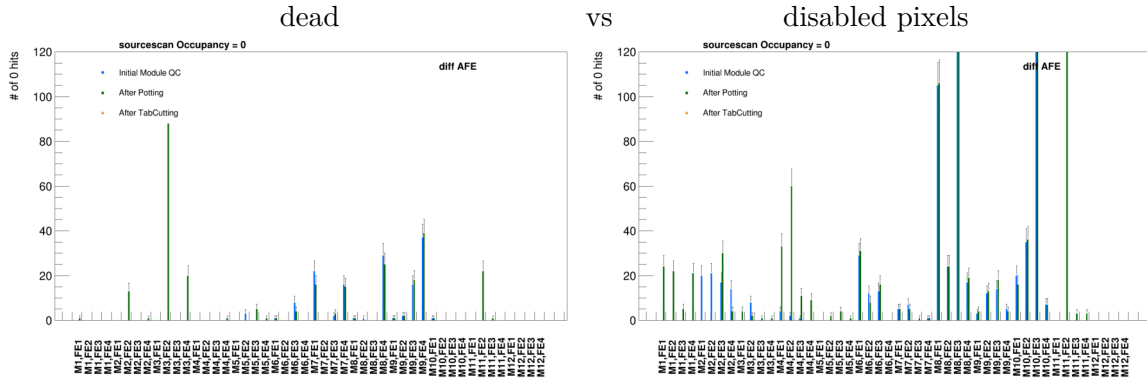 dead vs disabled pixels
sourcescan Occupancy = 0
diff AFE
# of 0 hits
Initial Module QC
After Potting
After TabCutting
120
100
80
60
40
20
0
M1,FE1
M1,FE2
M1,FE3
M1,FE4
M2,FE1
M2,FE2
M2,FE3
M2,FE4
M3,FE1
M3,FE2
M3,FE3
M3,FE4
M4,FE1
M4,FE2
M4,FE3
M4,FE4
M5,FE1
M5,FE2
M5,FE3
M5,FE4
M6,FE1
M6,FE2
M6,FE3
M6,FE4
M7,FE1
M7,FE2
M7,FE3
M7,FE4
M8,FE1
M8,FE2
M8,FE3
M8,FE4
M9,FE1
M9,FE2
M9,FE3
M9,FE4
M10,FE1
M10,FE2
M10,FE3
M10,FE4
M11,FE1
M11,FE2
M11,FE3
M11,FE4
M12,FE1
M12,FE2
M12,FE3
M12,FE4
sourcescan Occupancy = 0
diff AFE
# of 0 hits
Initial Module QC
After Potting
After TabCutting
120
100
80
60
40
20
0
M1,FE1
M1,FE2
M1,FE3
M1,FE4
M2,FE1
M2,FE2
M2,FE3
M2,FE4
M3,FE1
M3,FE2
M3,FE3
M3,FE4
M4,FE1
M4,FE2
M4,FE3
M4,FE4
M5,FE1
M5,FE2
M5,FE3
M5,FE4
M6,FE1
M6,FE2
M6,FE3
M6,FE4
M7,FE1
M7,FE2
M7,FE3
M7,FE4
M8,FE1
M8,FE2
M8,FE3
M8,FE4
M9,FE1
M9,FE2
M9,FE3
M9,FE4
M10,FE1
M10,FE2
M10,FE3
M10,FE4
M11,FE1
M11,FE2
M11,FE3
M11,FE4
M12,FE1
M12,FE2
M12,FE3
M12,FE4